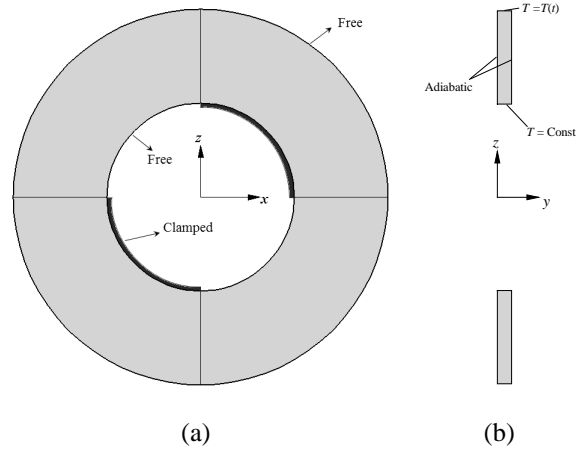 Free
z
Free
x
Clamped
(a)
T =T(t)
Adiabatic
T = Const
z
y
(b)